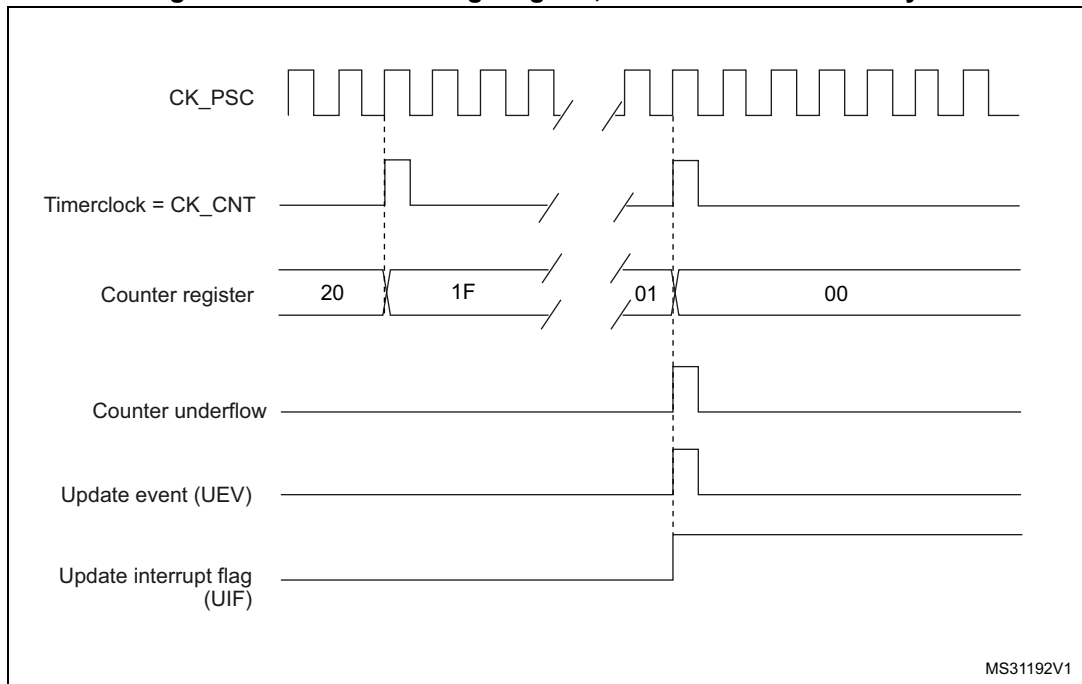 CK_PSC
Timerclock = CK_CNT
Counter register
20
1F
01
00
Counter underflow
Update event (UEV)
Update interrupt flag
(UIF)
MS31192V1